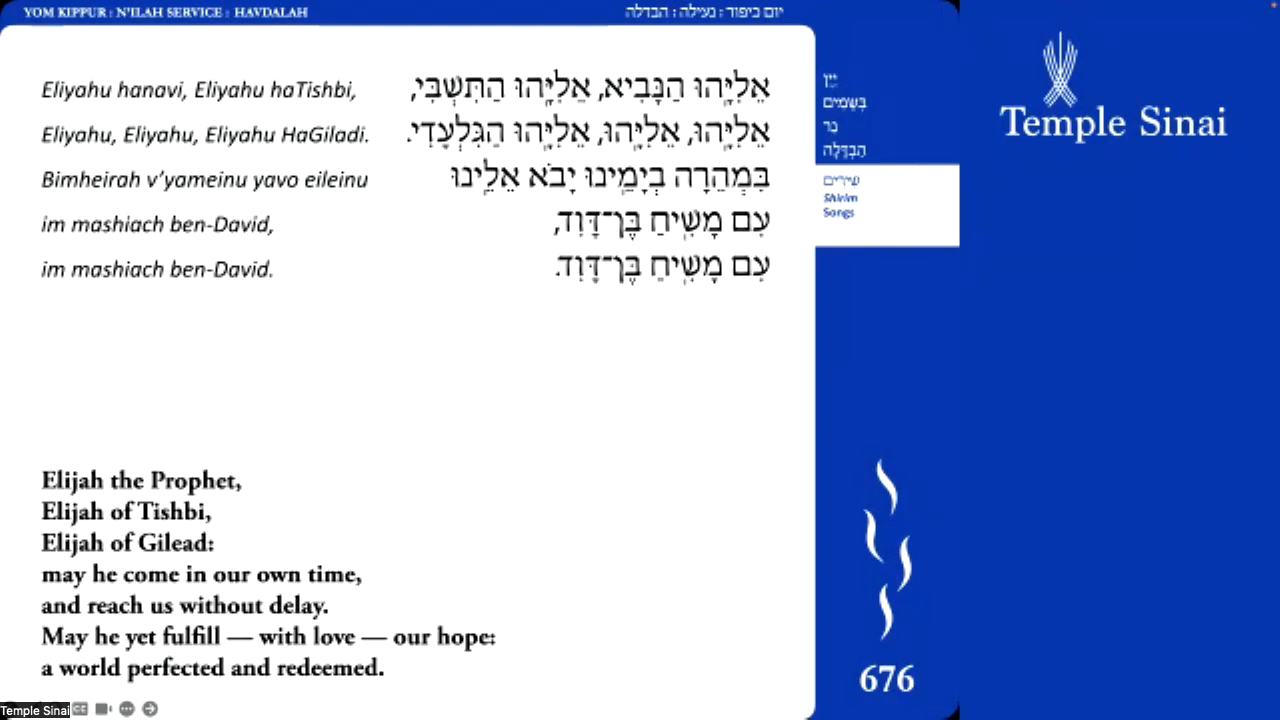 YOM KIPPUR : N'ILAH SERVICE : HAVDALAH
יום כיפור : נעילה : הבדלה
Eliyahu hanavi, Eliyahu haTishbi,
Eliyahu, Eliyahu, Eliyahu HaGiladi.
Bimheirah v'yameinu yavo eileinu
im mashiach ben-David,
im mashiach ben-David.
אֵלִיָּֽהוּ הַנָּבִיא, אֵלִיָּֽהוּ הַתִּשְׁבִּי,
אֵלִיָּֽהוּ, אֵלִיָּֽהוּ, אֵלִיָּֽהוּ הַגִּלְעָדִי.
בִּמְהֵרָה בְיָמֵֽינוּ יָבֹא אֵלֵֽינוּ
עִם מָשִֽׁיחַ בֶּן־דָּוִד,
עִם מָשִֽׁיחַ בֶּן־דָּוִד.
Elijah the Prophet,
Elijah of Tishbi,
Elijah of Gilead:
may he come in our own time,
and reach us without delay.
May he yet fulfill — with love — our hope:
a world perfected and redeemed.
יַֽיִן
בְּשָׂמִים
נֵר
הַבְדָּלָה
שירים
Shirim
Songs
676
Temple Sinai
Temple Sinai
CC